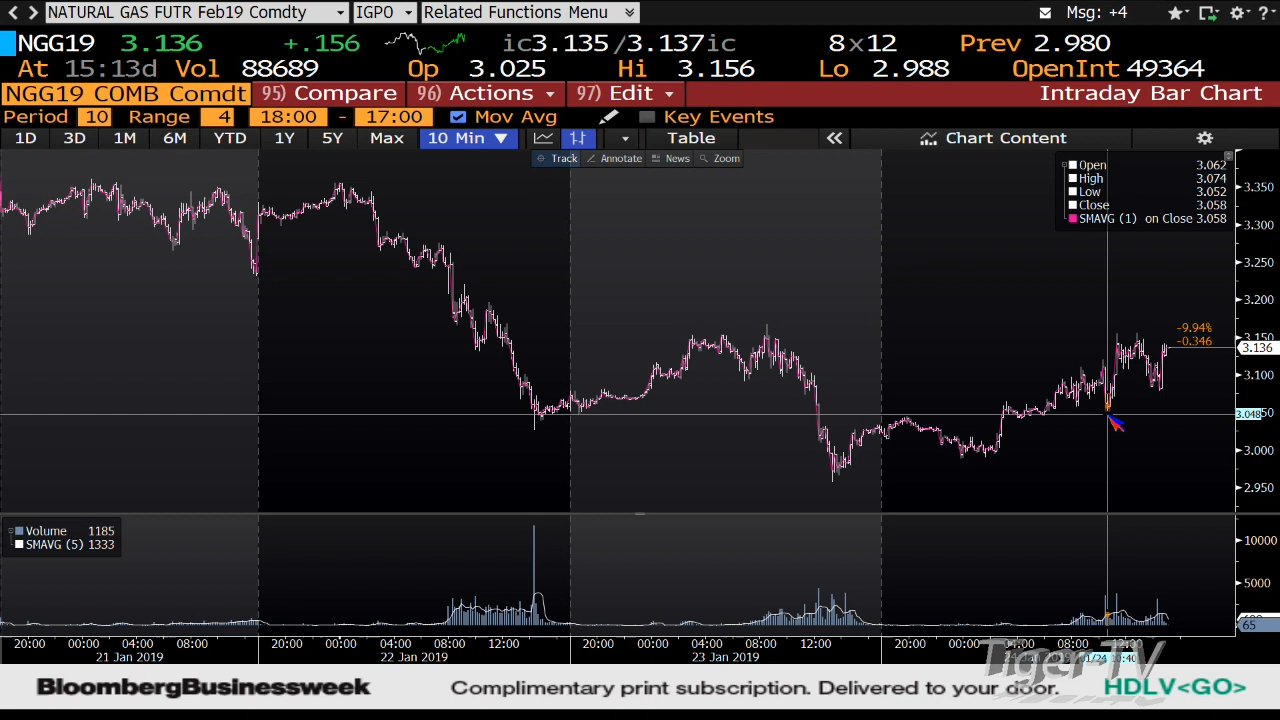 NATURAL GAS FUTR Feb19 Comdty IGPO Related Functions Menu Msg: +4
NGG19 3.136 +.156 ic3.135/3.137ic 8x12 Prev 2.980
At 15:13d Vol 88689 Op 3.025 Hi 3.156 Lo 2.988 OpenInt 49364
NGG19 COMB Comdt 95) Compare 96) Actions 97) Edit Intraday Bar Chart
Period 10 Range 4 18:00 - 17:00 Mov Avg Key Events
1D 3D 1M 6M YTD 1Y 5Y Max 10 Min Table Chart Content
Track Annotate News Zoom
Open 3.062
High 3.074
Low 3.052
Close 3.058
SMAVG (1) on Close 3.058
3.350
3.300
3.250
3.200
3.150
-9.94%
-0.346
3.136
3.100
3.048
3.000
2.950
Volume 1185
SMAVG (5) 1333
10000
5000
65
20:00 00:00 04:00 08:00 20:00 00:00 04:00 08:00 12:00 20:00 00:00 04:00 08:00 12:00 20:00 00:00 04:00 08:00 12:00
21 Jan 2019 22 Jan 2019 23 Jan 2019
Tiger-TV
BloombergBusinessweek Complimentary print subscription. Delivered to your door. HDLV<GO>